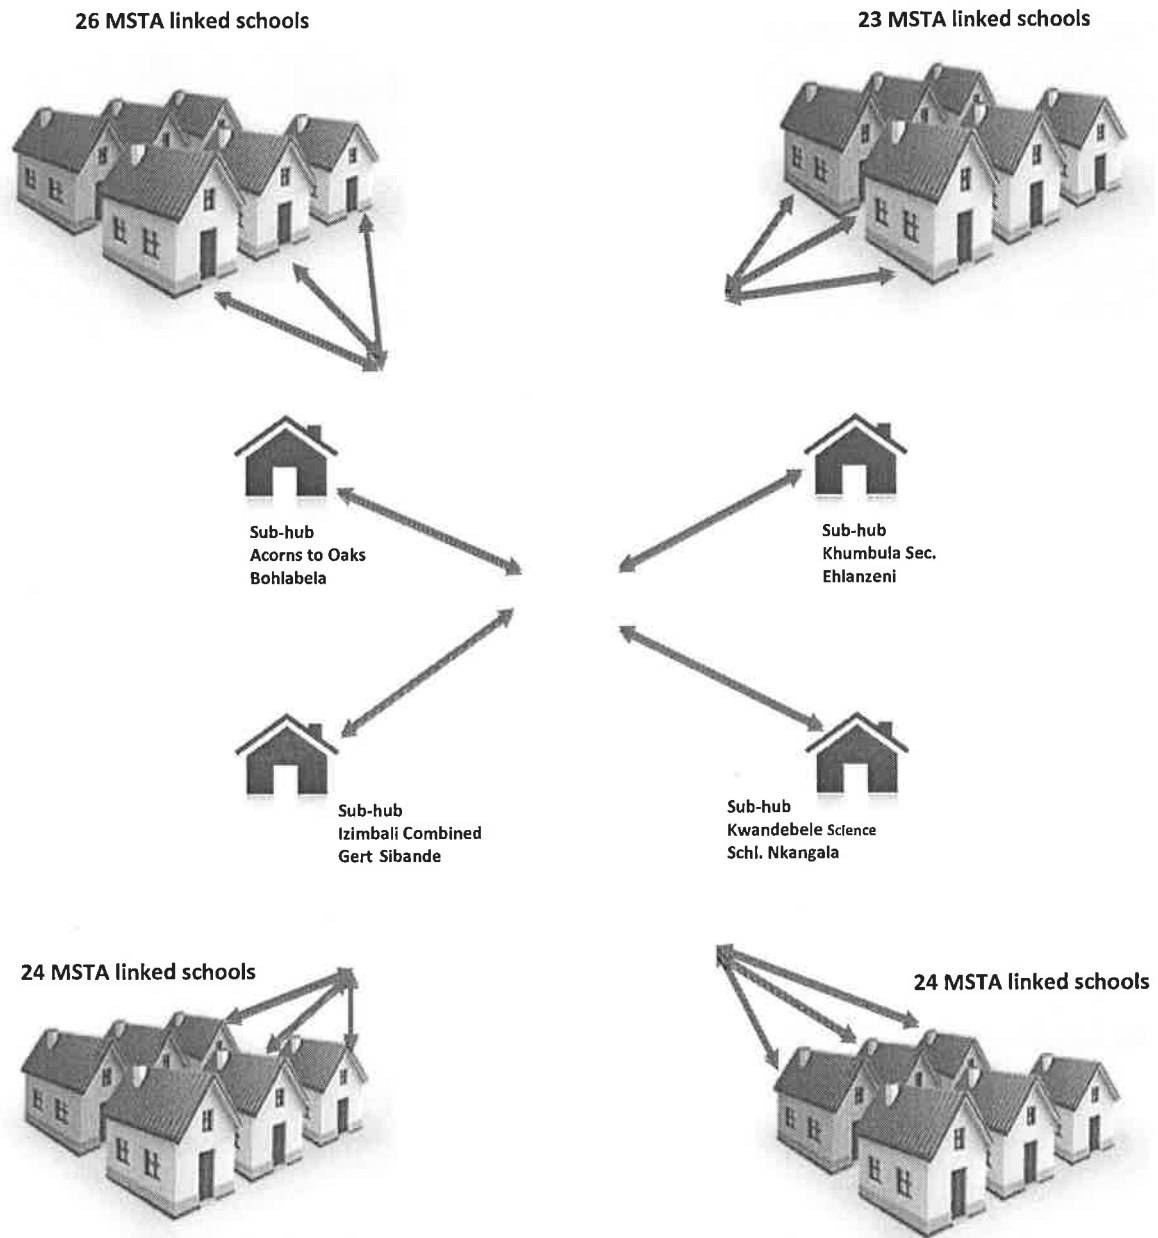 26 MSTA linked schools
23 MSTA linked schools
Sub-hub
Acorns to Oaks
Bohlabela
Sub-hub
Khumbula Sec.
Ehlanzeni
Sub-hub
Izimbali Combined
Gert Sibande
Sub-hub
Kwandebele Science
Schl. Nkangala
24 MSTA linked schools
24 MSTA linked schools